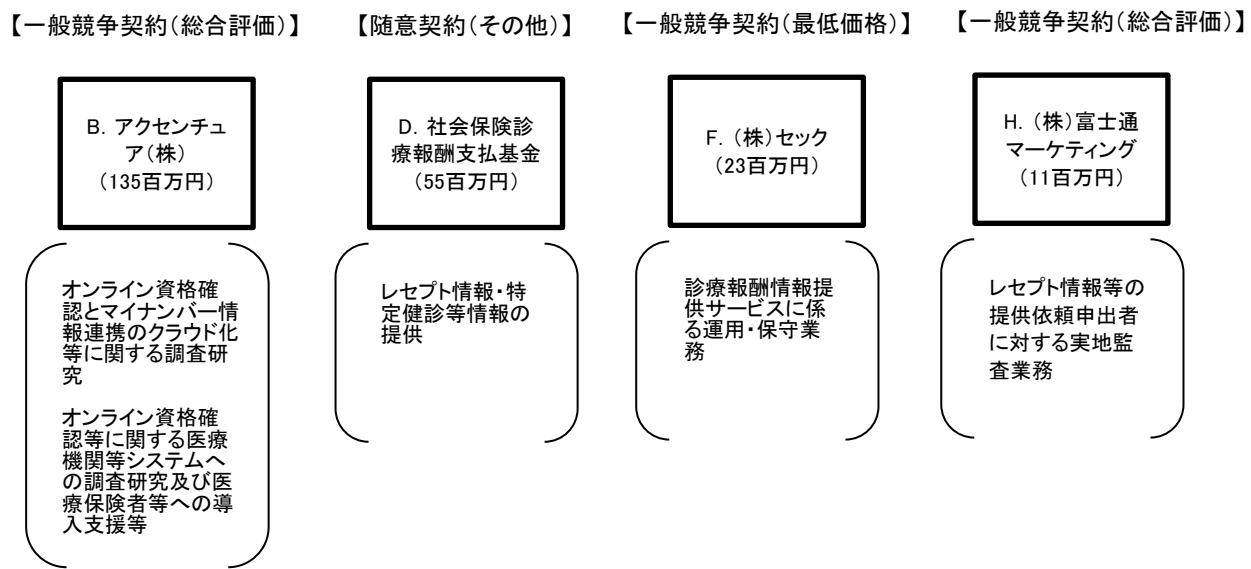 【一般競争契約(総合評価)】
B. アクセンチュ
ア(株)
(135百万円)
オンライン資格確
認とマイナンバー情
報連携のクラウド化
等に関する調査研
究
オンライン資格確
認等に関する医療
機関等システムへ
の調査研究及び医
療保険者等への導
入支援等
【随意契約(その他)】
D. 社会保険診
療報酬支払基金
(55百万円)
レセプト情報・特
定健診等情報の
提供
【一般競争契約(最低価格)】
F. (株)セック
(23百万円)
診療報酬情報提
供サービスに係
る運用・保守業
務
【一般競争契約(総合評価)】
H. (株)富士通
マーケティング
(11百万円)
レセプト情報等の
提供依頼申出者
に対する実地監
査業務